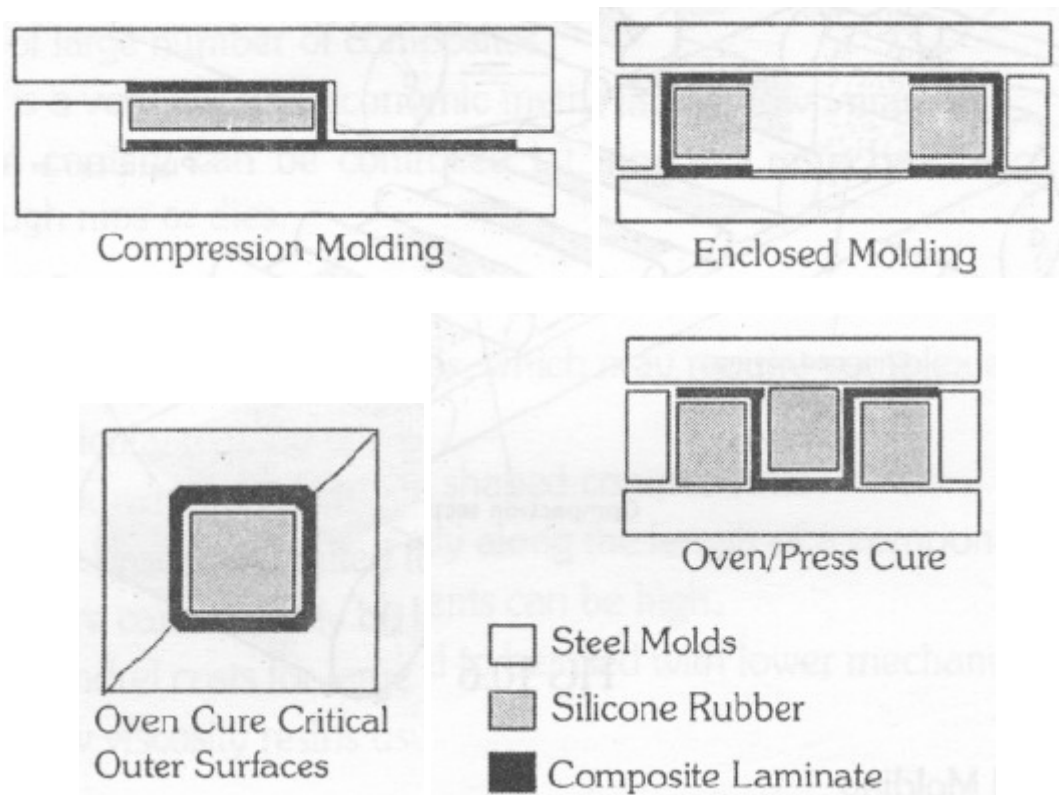 Compression Molding
Enclosed Molding
Oven/Press Cure
Oven Cure Critical
Outer Surfaces
Steel Molds
Silicone Rubber
Composite Laminate